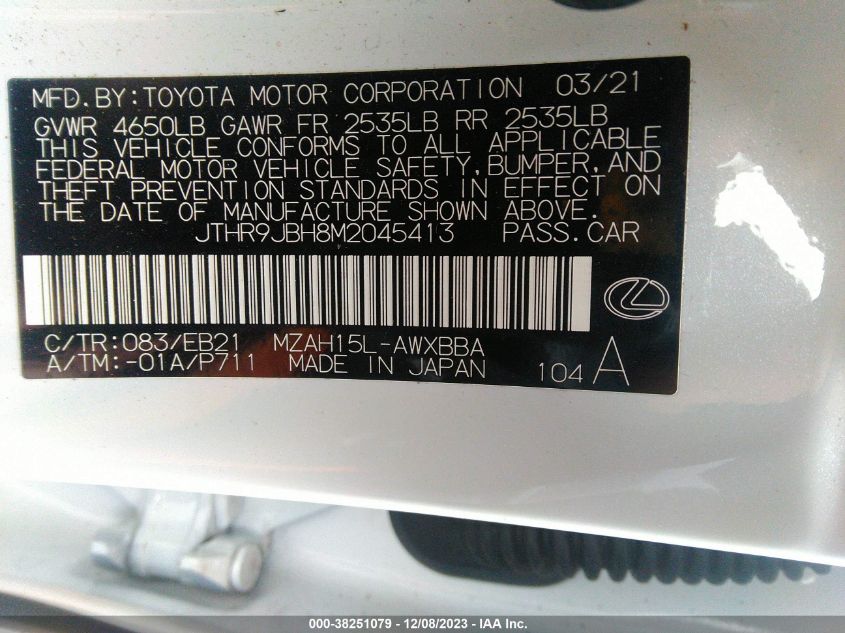 MFD.BY:TOYOTA MOTOR CORPORATION 03/21
GVWR 4650LB GAWR FR 2535LB RR 2535LB
THIS VEHICLE CONFORMS TO ALL APPLICABLE
FEDERAL MOTOR VEHICLE SAFETY,BUMPER,AND
THEFT PREVENTION STANDARDS IN EFFECT ON
THE DATE OF MANUFACTURE SHOWN ABOVE.
JTHR9JBH8M2045413 PASS.CAR
C/TR:083/EB21 MZAH15L-AWXBBA
A/TM:-01A/P711 MADE IN JAPAN 104 A
000-38251079 - 12/08/2023 - IAA Inc.